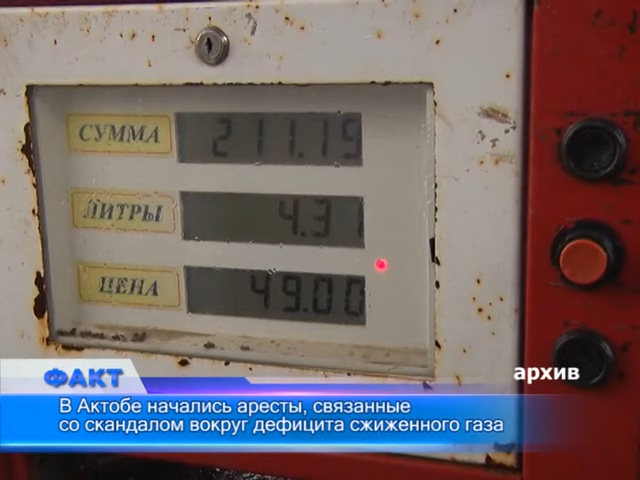 СУММА 211.19
ЛИТРЫ 4.31
ЦЕНА 49.00
архив
ФАКТ
В Актобе начались аресты, связанные
со скандалом вокруг дефицита сжиженного газа